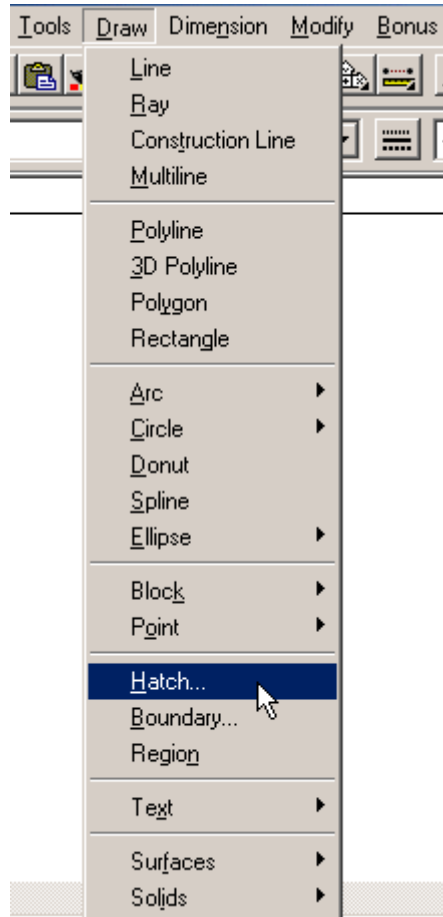 Tools Draw Dimension Modify Bonus
Line
Ray
Construction Line
Multiline
Polyline
3D Polyline
Polygon
Rectangle
Arc
Circle
Donut
Spline
Ellipse
Block
Point
Hatch...
Boundary...
Region
Text
Surfaces
Solids